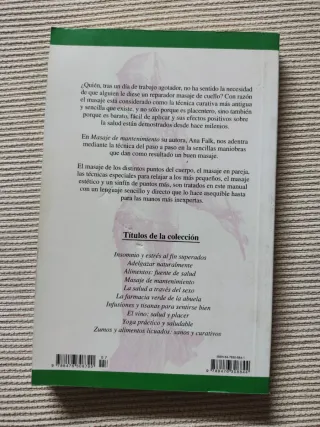 ¿Quién, tras un día de trabajo agotador, no ha sentido la necesidad
de que alguien le diese un reparador masaje de cuello? Con razón
el masaje está considerado como la técnica curativa más antigua
y sencilla que existe, y no sólo porque es placentero, sino también
porque es barato, fácil de aplicar y sus efectos positivos sobre
la salud están demostrados desde hace milenios.
En Masaje de mantenimiento su autora, Ana Falk, nos adentra
mediante la técnica del paso a paso en la sencillas maniobras
que dan como resultado un buen masaje.
El masaje de los distintos puntos del cuerpo, el masaje en pareja,
las técnicas especiales para relajar a los más pequeños, el masaje
estético y un sinfín de puntos más, son tratados en este manual
con un lenguaje sencillo y directo que lo hace asequible hasta
para las manos más inexpertas.
Títulos de la colección
Insomnio y estrés al fin superados
Adelgazar naturalmente
Alimentos: fuente de salud
Masaje de mantenimiento
La salud a través del sexo
La farmacia verde de la abuela
Infusiones y tisanas para sentirse bien
El vino: salud y placer
Yoga práctico y saludable
Zumos y alimentos licuados: sanos y curativos